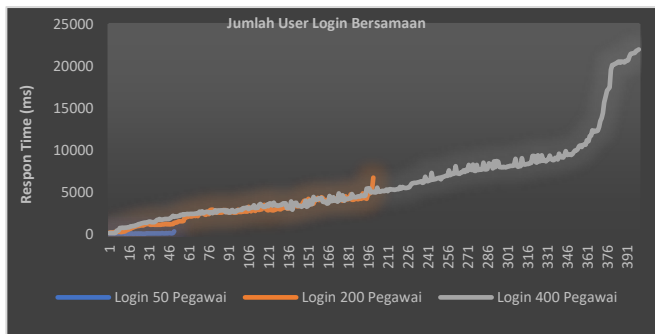 Jumlah User Login Bersamaan
Respon Time (ms)
25000
20000
15000
10000
5000
0
1 16 31 46 61 76 91 106 121 136 151 166 181 196 211 226 241 256 271 286 301 316 331 346 361 376 391
Login 50 Pegawai Login 200 Pegawai Login 400 Pegawai